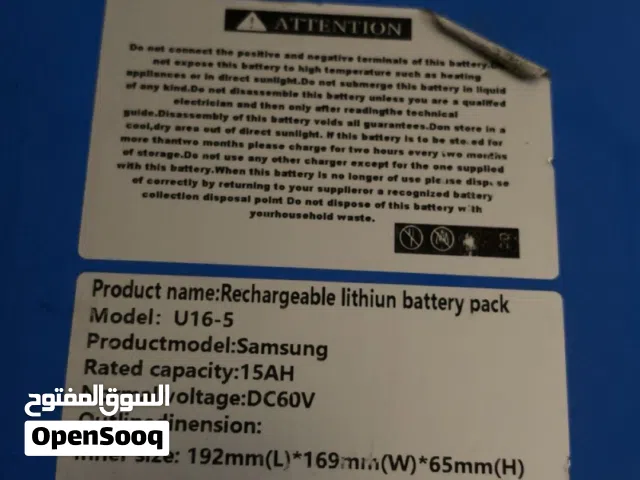 ATTENTION
Do not connect the positive and negative terminals of this battery.
not expose this battery to high temperature such as heating
appliances or in direct sunlight.Do not submerge this battery in liquid
of any kind.Do not disassemble this battery unless you are a qualifed
electrician and then only after readingthe technical
guide.Disassembly of this battery voids all guarantees.Dan store in a
cool,dry area out of direct sunlight. If this battery is to be stored for
more thantwo months please charge for two hours every two months
of storage.Do not use any other charger except for the one supplied
with this battery.When this battery is no longer of use please dispose
of correctly by returning to your supplieror a recognized battery
collection disposal point Do not dispose of this battery with
yourhousehold waste.
Product name:Rechargeable lithiun battery pack
Model: U16-5
Productmodel:Samsung
Rated capacity:15AH
voltage:DC60V
السوق المفتوح
OpenSooq
size: 192mm(L)*169mm(W)*65mm(H)